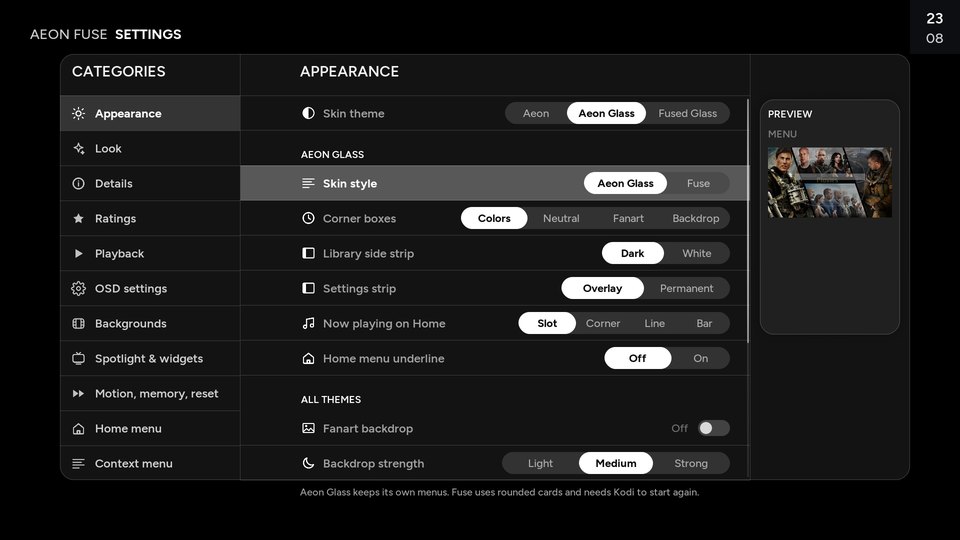 AEON FUSE SETTINGS
23
08
CATEGORIES
Appearance
Look
Details
Ratings
Playback
OSD settings
Backgrounds
Spotlight & widgets
Motion, memory, reset
Home menu
Context menu
APPEARANCE
Skin theme Aeon Aeon Glass Fused Glass
AEON GLASS
Skin style Aeon Glass Fuse
Corner boxes Colors Neutral Fanart Backdrop
Library side strip Dark White
Settings strip Overlay Permanent
Now playing on Home Slot Corner Line Bar
Home menu underline Off On
ALL THEMES
Fanart backdrop Off
Backdrop strength Light Medium Strong
PREVIEW
MENU
Aeon Glass keeps its own menus. Fuse uses rounded cards and needs Kodi to start again.